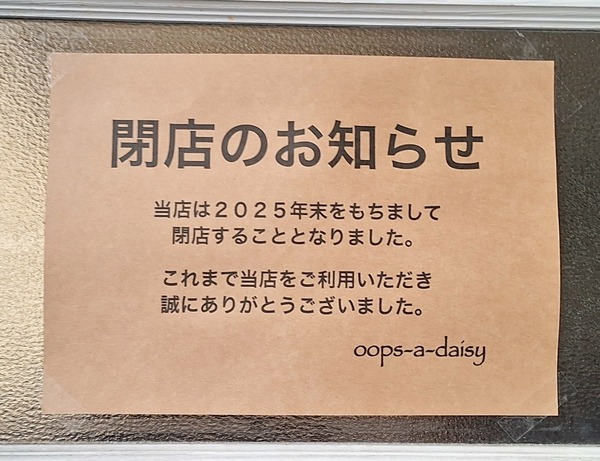 閉店のお知らせ
当店は２０２５年末をもちまして
閉店することとなりました。
これまで当店をご利用いただき
誠にありがとうございました。
oops-a-daisy